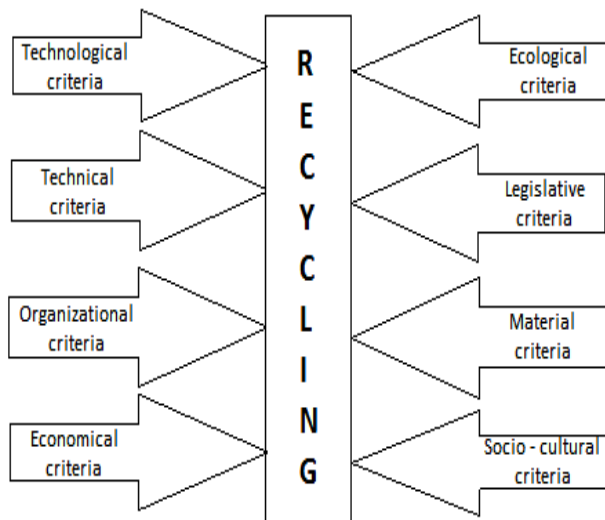 Technological
criteria
Technical
criteria
Organizational
criteria
Economical
criteria
R
E
C
Y
C
L
I
N
G
Ecological
criteria
Legislative
criteria
Material
criteria
Socio - cultural
criteria